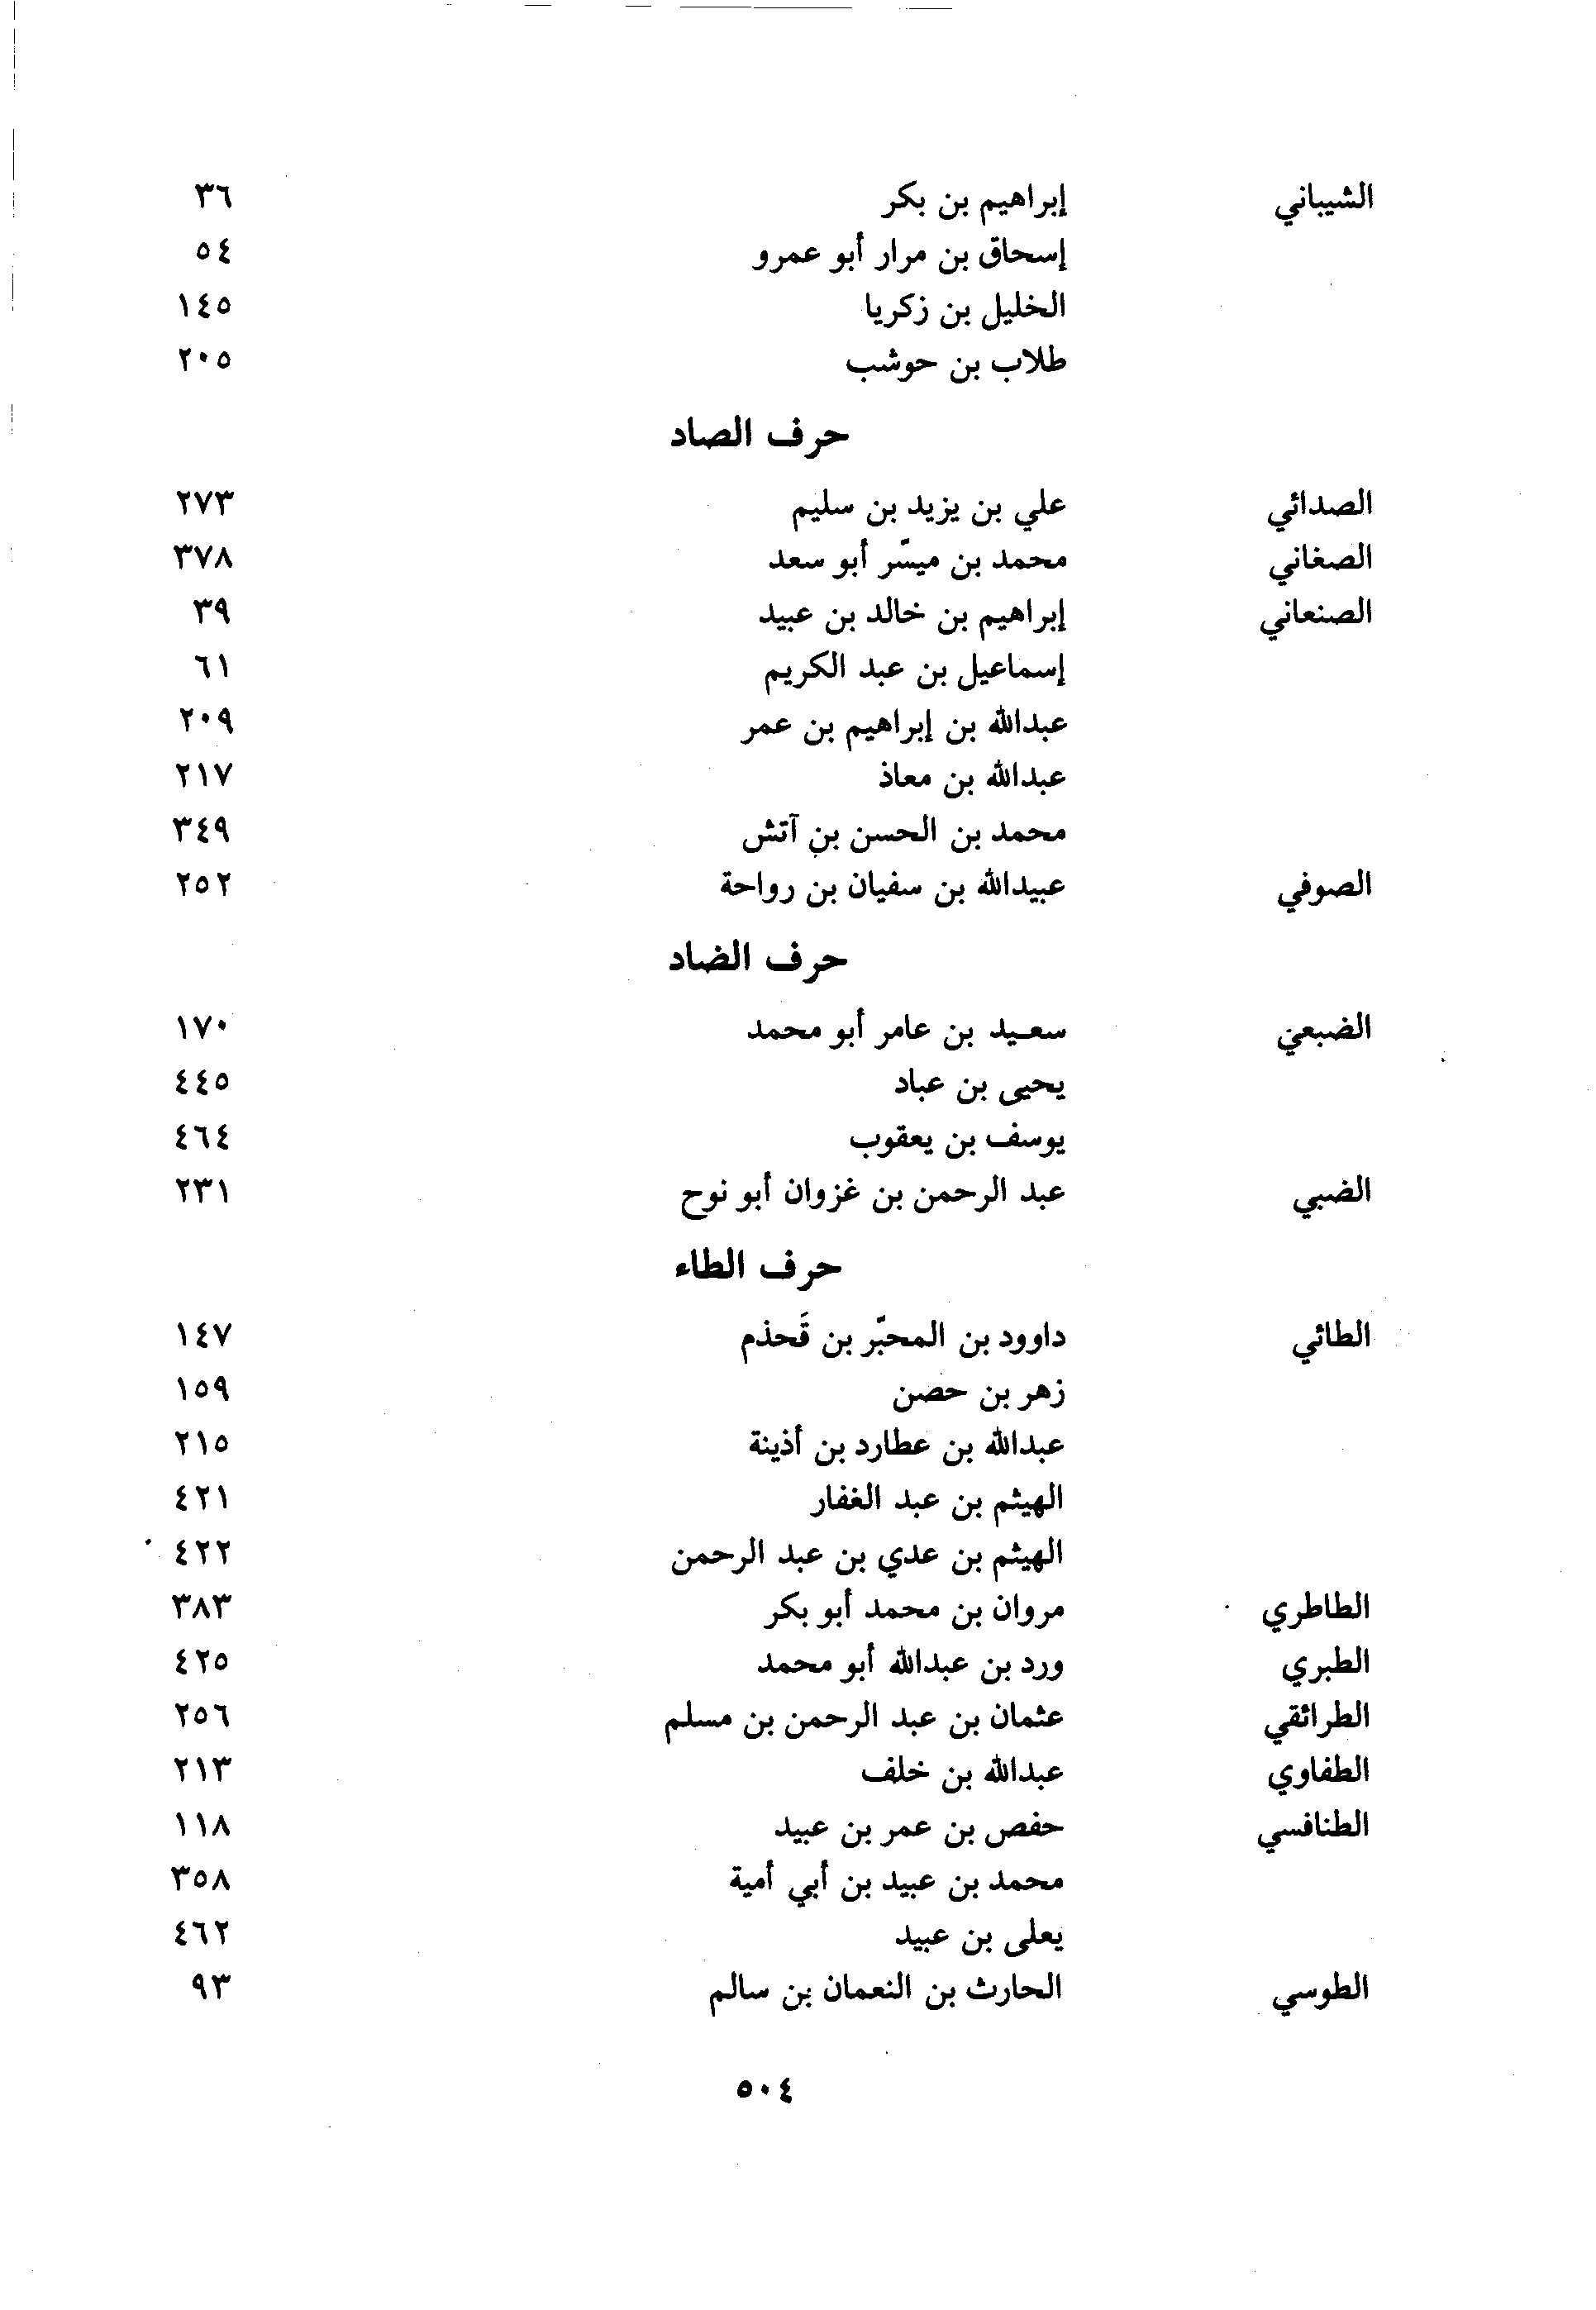 الشيباني إبراهيم بن بكر ٣٦
إسحاق بن مرار أبو عمرو ٥٤
الخليل بن زكريا ١٤٥
طلاب بن حوشب ٢٠٥
حرف الصاد
الصدائي علي بن يزيد بن سليم ٢٧٣
الصغاني محمد بن ميسّر أبو سعد ٣٧٨
الصنعاني إبراهيم بن خالد بن عبيد ٣٩
إسماعيل بن عبد الكريم ٦١
عبدالله بن إبراهيم بن عمر ٢٠٩
عبدالله بن معاذ ٢١٧
محمد بن الحسن بن آتش ٣٤٩
الصوفي عبيدالله بن سفيان بن رواحة ٢٥٢
حرف الضاد
الضبعي سعيد بن عامر أبو محمد ١٧٠
يحيى بن عباد ٤٤٥
يوسف بن يعقوب ٤٦٤
الضبي عبد الرحمن بن غزوان أبو نوح ٢٣١
حرف الطاء
الطائي داوود بن المحبّر بن قَحذم ١٤٧
زهر بن حصن ١٥٩
عبدالله بن عطارد بن أذينة ٢١٥
الهيثم بن عبد الغفار ٤٢١
الهيثم بن عدي بن عبد الرحمن ٤٢٢
الطاطري مروان بن محمد أبو بكر ٣٨٣
الطبري ورد بن عبدالله أبو محمد ٤٢٥
الطرائقي عثمان بن عبد الرحمن بن مسلم ٢٥٦
الطفاوي عبدالله بن خلف ٢١٣
الطنافسي حفص بن عمر بن عبيد ١١٨
محمد بن عبيد بن أبي أمية ٣٥٨
يعلى بن عبيد ٤٦٢
الطوسي الحارث بن النعمان بن سالم ٩٣
٥٠٤